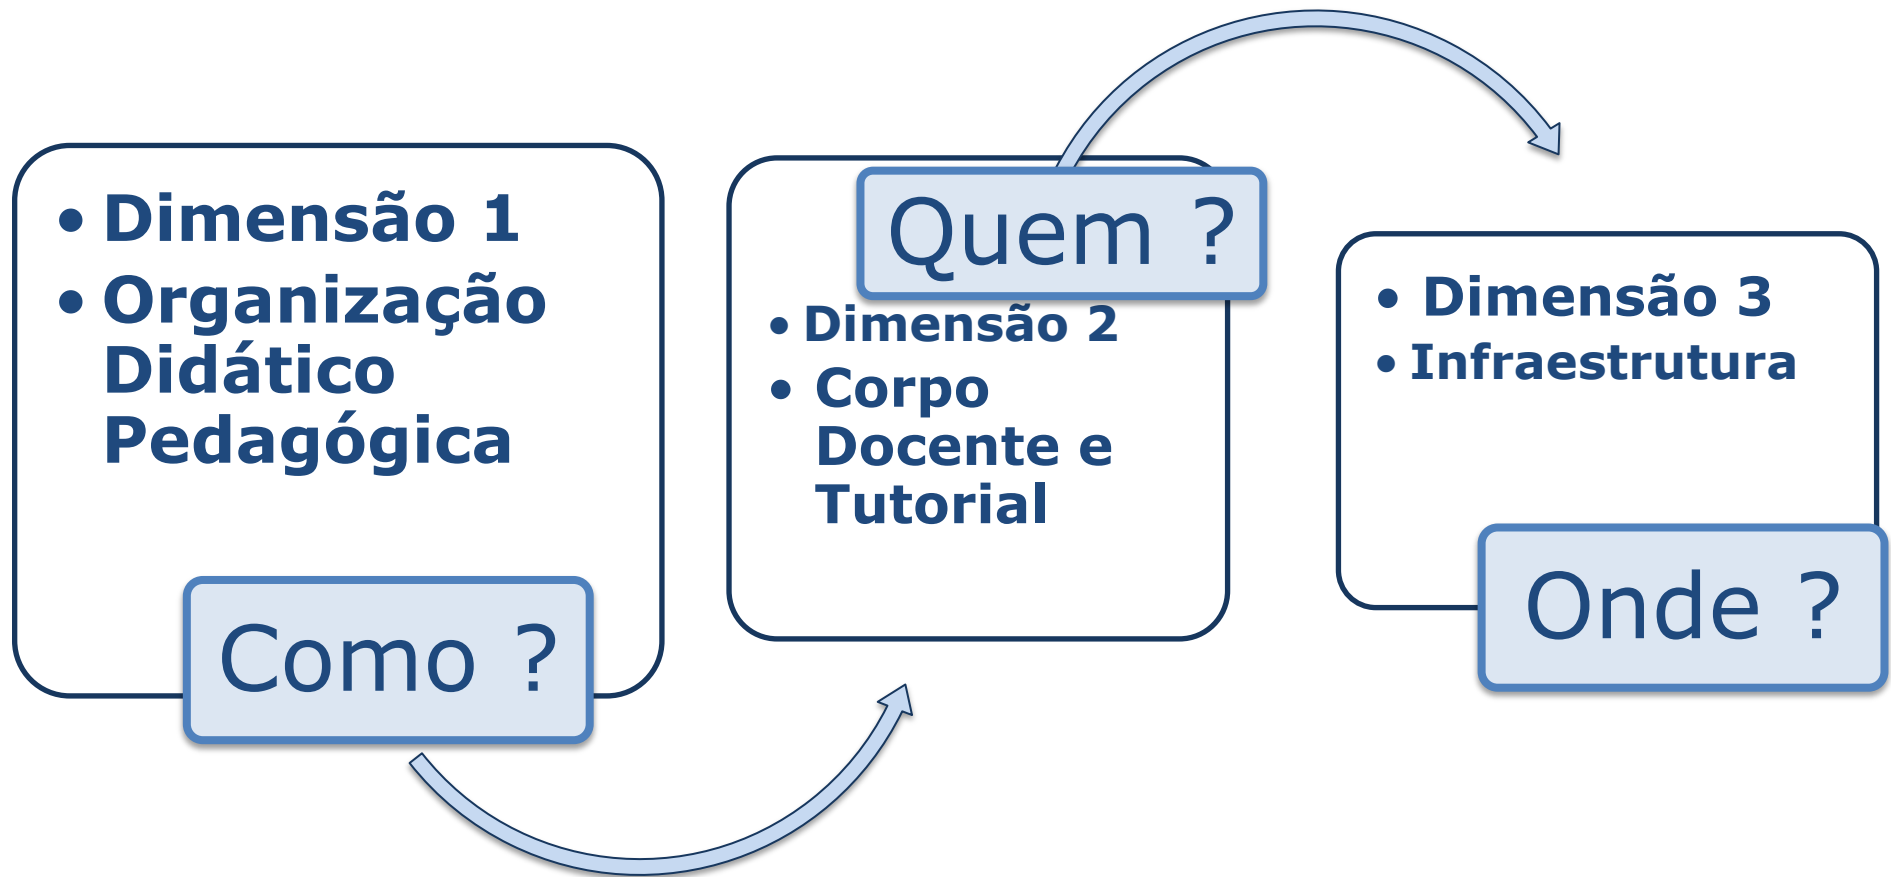 • Dimensão 1
• Organização
Didático
Pedagógica
Como ?
Quem ?
• Dimensão 2
• Corpo
Docente e
Tutorial
• Dimensão 3
• Infraestrutura
Onde ?